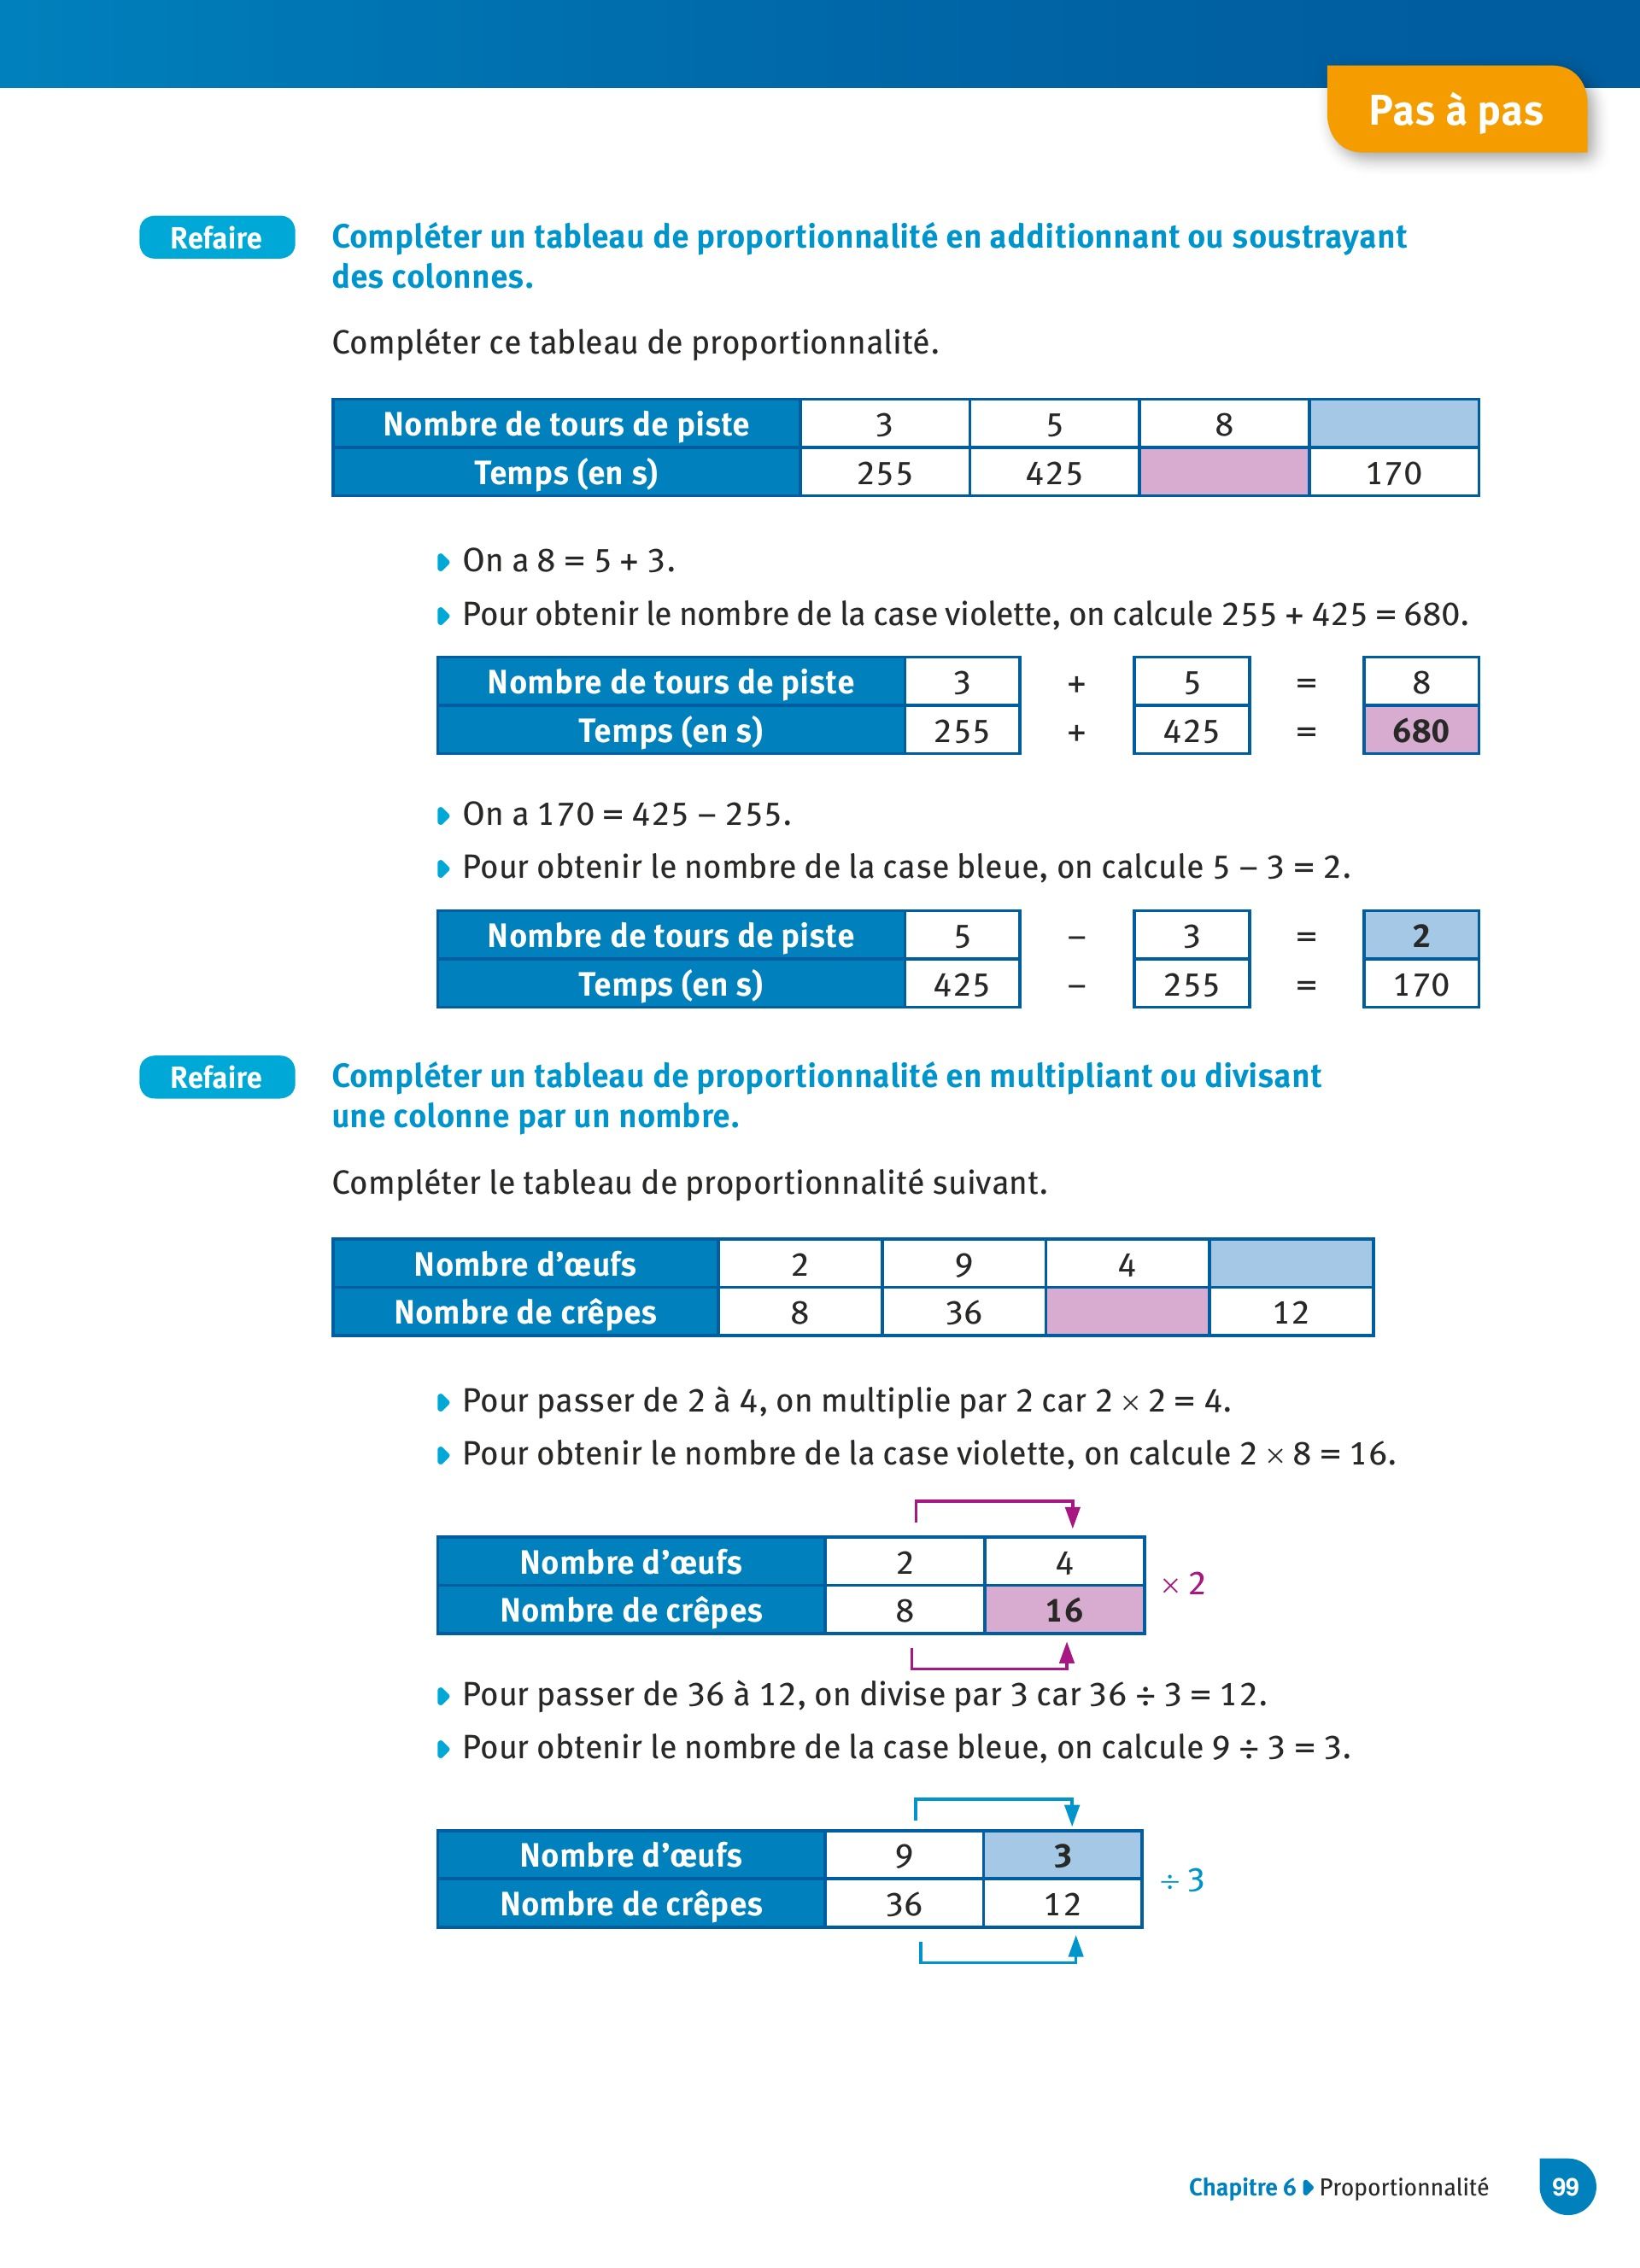 Pas à pas
Refaire
Compléter un tableau de proportionnalité en additionnant ou soustrayant
des colonnes.
Compléter ce tableau de proportionnalité.
Nombre de tours de piste 3 5 8
Temps (en s) 255 425 170
On a 8 = 5 + 3.
Pour obtenir le nombre de la case violette, on calcule 255 + 425 = 680.
Nombre de tours de piste 3 + 5 = 8
Temps (en s) 255 + 425 = 680
On a 170 = 425 – 255.
Pour obtenir le nombre de la case bleue, on calcule 5 – 3 = 2.
Nombre de tours de piste 5 – 3 = 2
Temps (en s) 425 – 255 = 170
Refaire
Compléter un tableau de proportionnalité en multipliant ou divisant
une colonne par un nombre.
Compléter le tableau de proportionnalité suivant.
Nombre d’œufs 2 9 4
Nombre de crêpes 8 36 12
Pour passer de 2 à 4, on multiplie par 2 car 2 × 2 = 4.
Pour obtenir le nombre de la case violette, on calcule 2 × 8 = 16.
Nombre d’œufs 2 4
× 2
Nombre de crêpes 8 16
Pour passer de 36 à 12, on divise par 3 car 36 ÷ 3 = 12.
Pour obtenir le nombre de la case bleue, on calcule 9 ÷ 3 = 3.
Nombre d’œufs 9 3
÷ 3
Nombre de crêpes 36 12
Chapitre 6 Proportionnalité 99